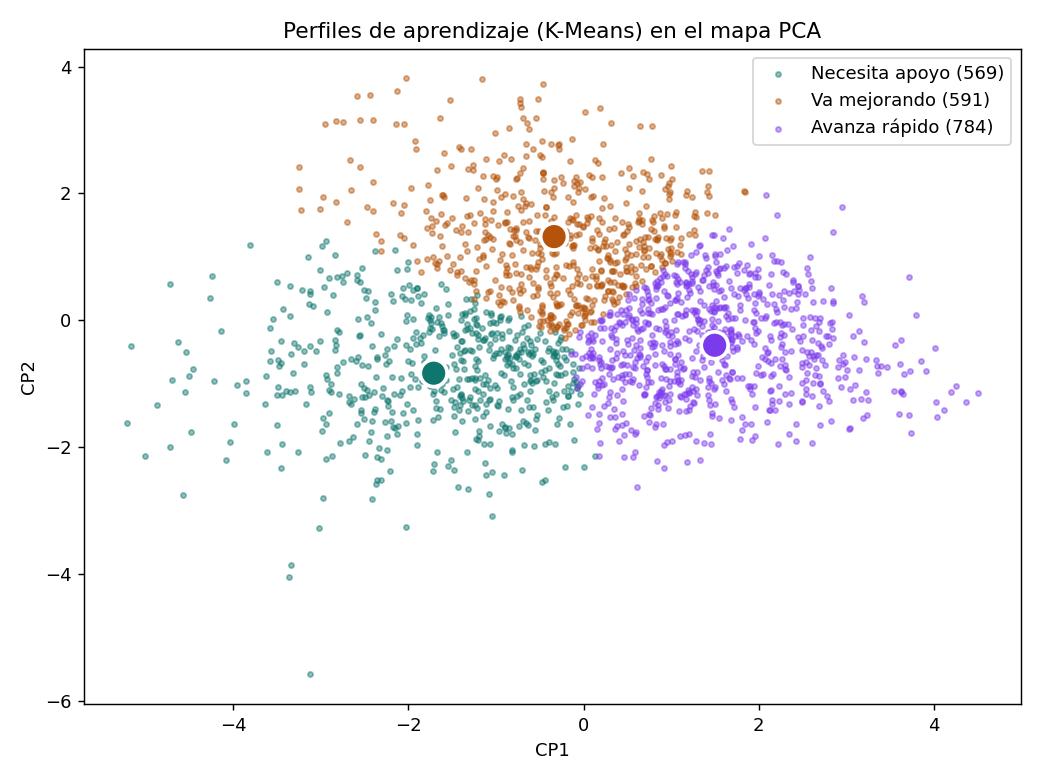 Perfiles de aprendizaje (K-Means) en el mapa PCA
Necesita apoyo (569)
Va mejorando (591)
Avanza rápido (784)
CP2
4
2
0
−2
−4
−6
−4
−2
0
2
4
CP1